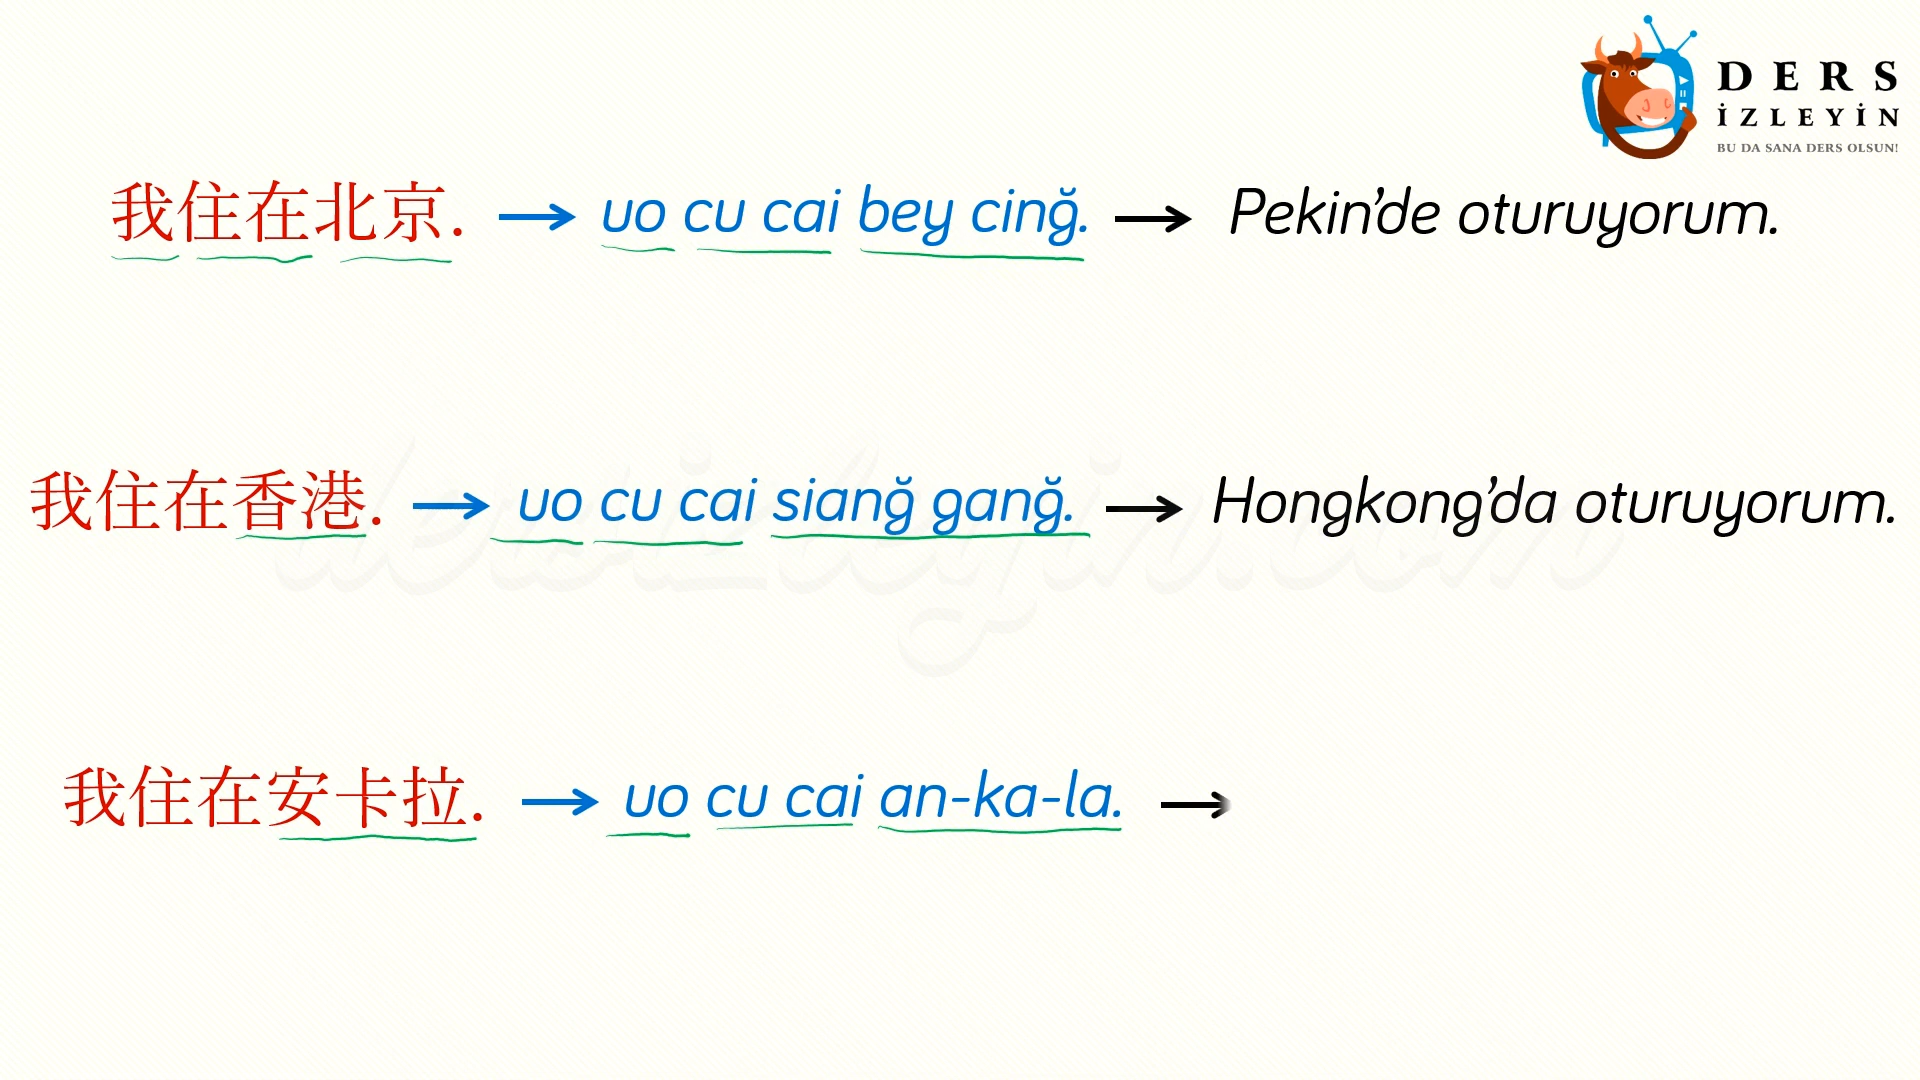 DERS
İZLEYİN
BU DA SANA DERS OLSUN!
我住在北京. → uo cu cai bey cinğ. → Pekin’de oturuyorum.
我住在香港. → uo cu cai sianğ ganğ. → Hongkong’da oturuyorum.
dersizleyin.com
我住在安卡拉. → uo cu cai an-ka-la. →